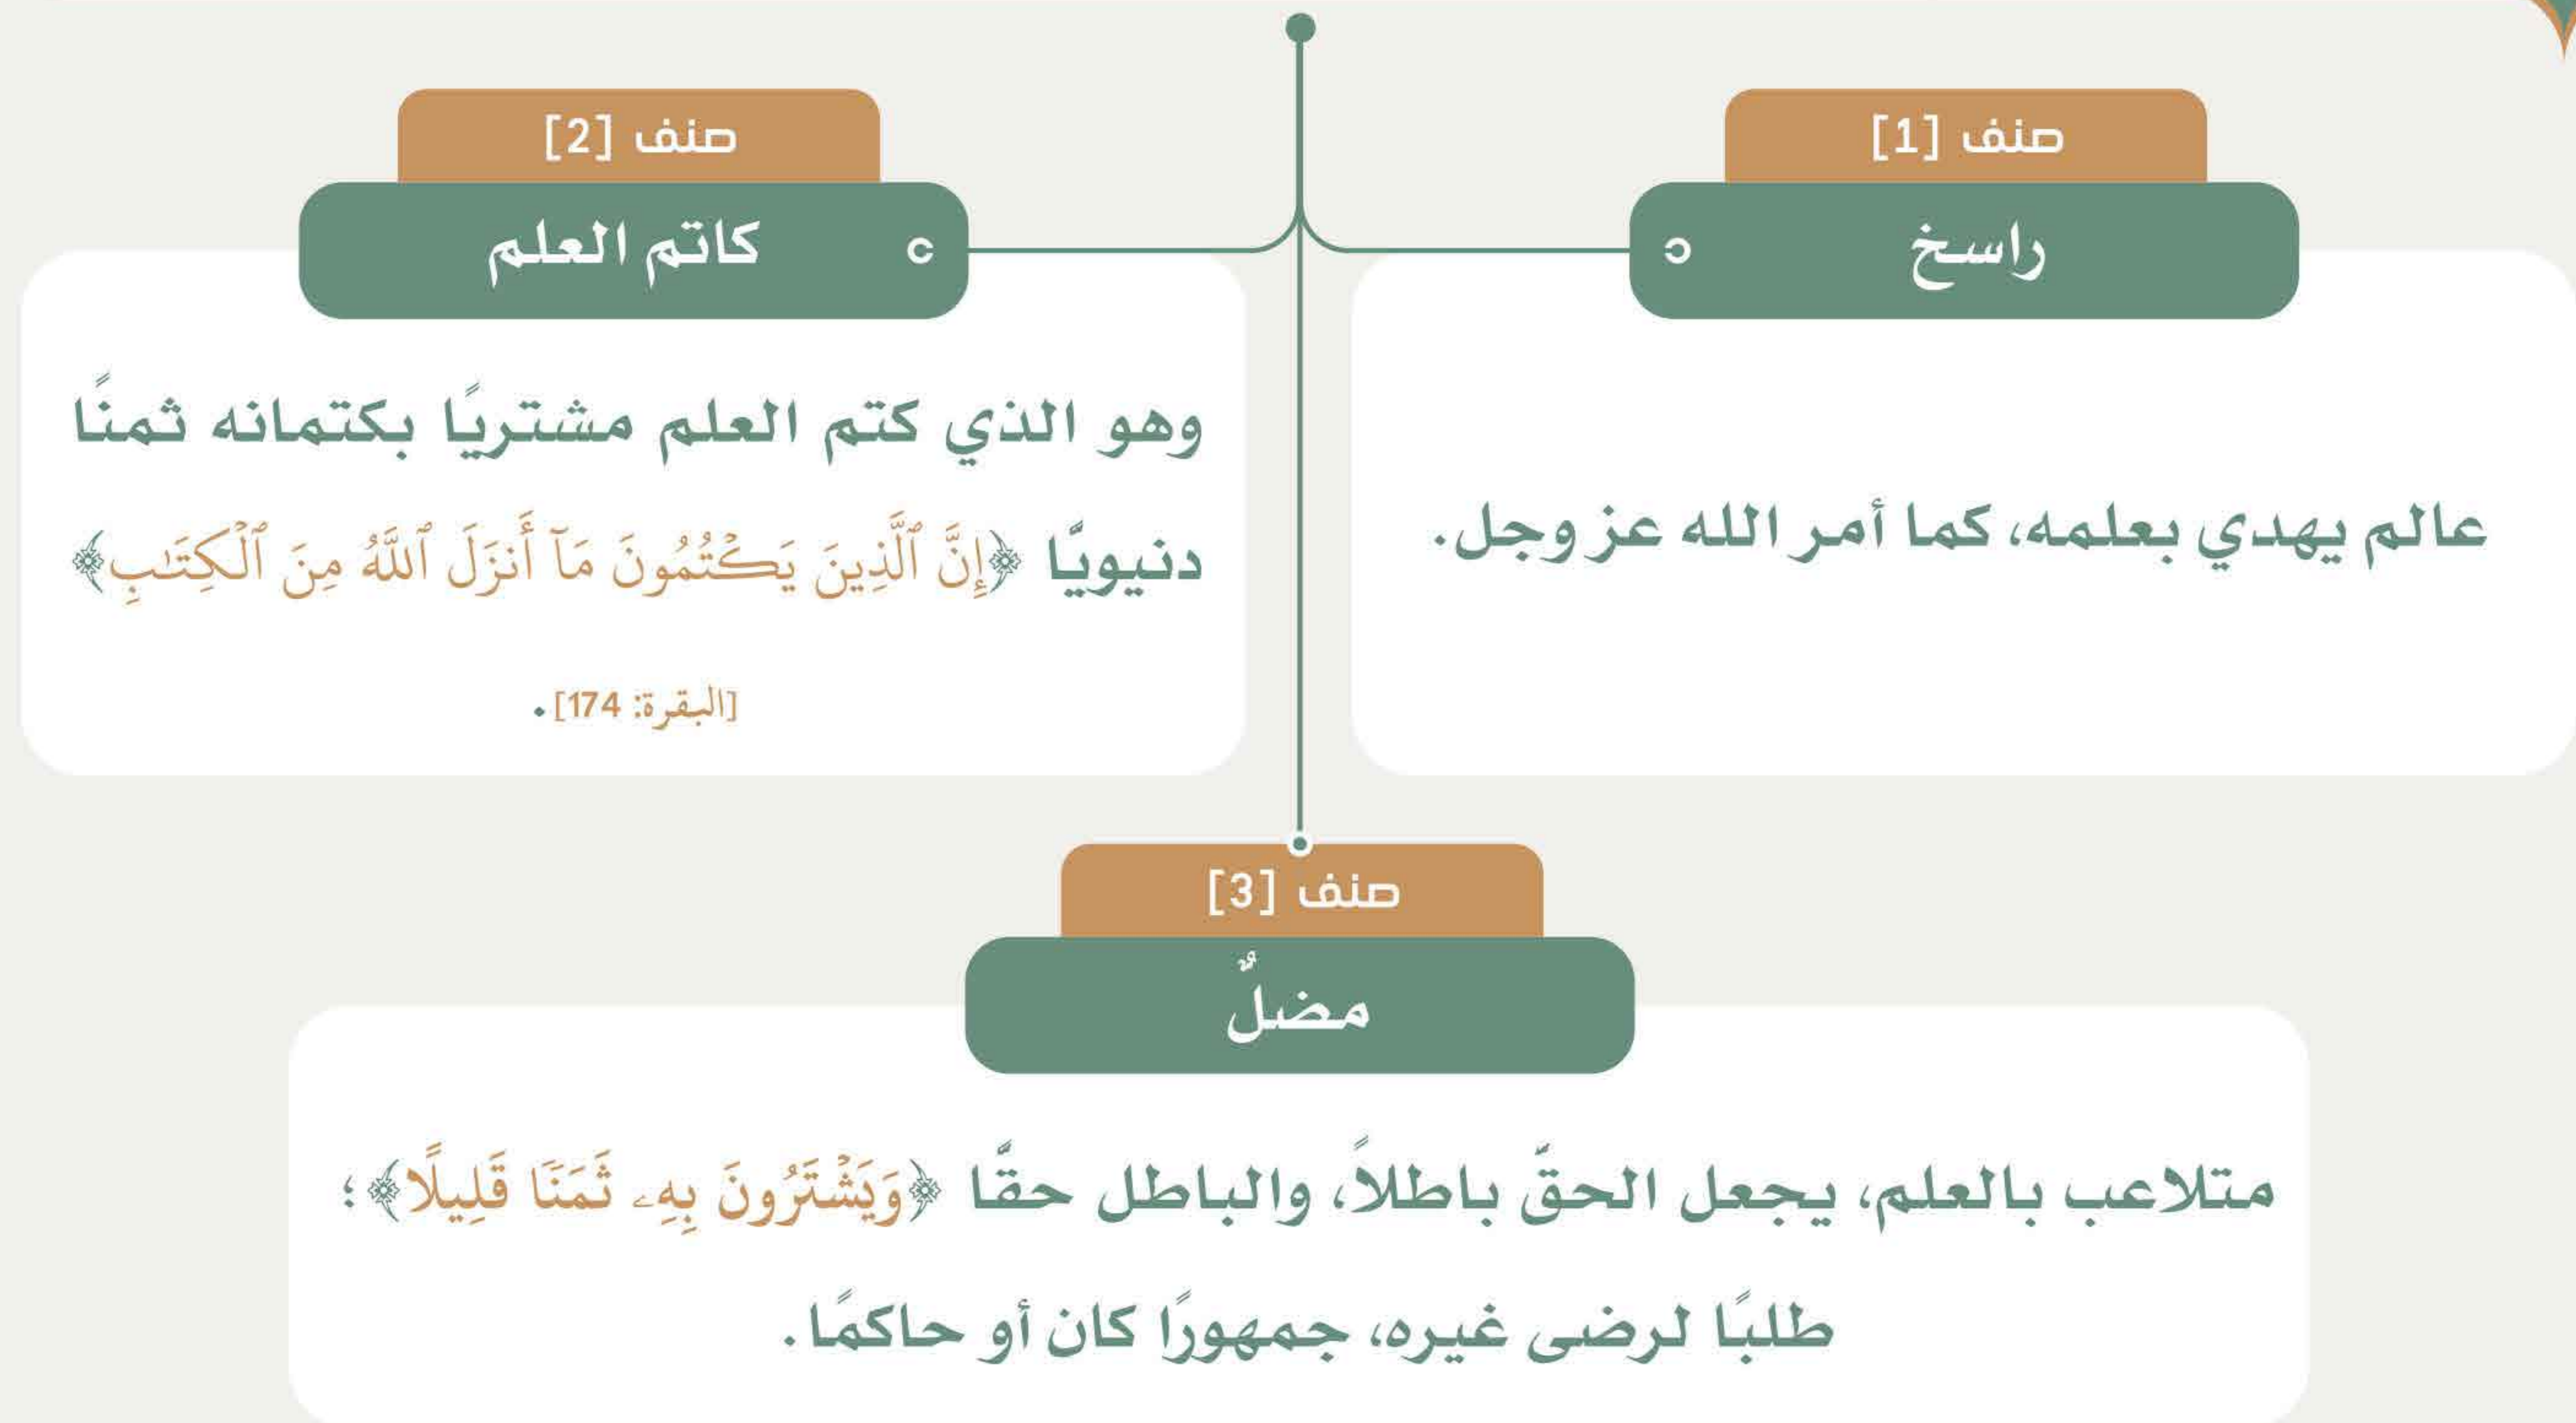 صنف [1]
راسخ
عالم يهدي بعلمه، كما أمر الله عز وجل.
صنف [2]
كاتم العلم
وهو الذي كتم العلم مشتريًا بكتمانه ثمنًا
دنيويًّا ﴿إِنَّ ٱلَّذِينَ يَكۡتُمُونَ مَآ أَنزَلَ ٱللَّهُ مِنَ ٱلۡكِتَٰبِ﴾
[البقرة: 174].
صنف [3]
مضلٌّ
متلاعب بالعلم، يجعل الحقّ باطلاً، والباطل حقًّا ﴿وَيَشۡتَرُونَ بِهِۦ ثَمَنٗا قَلِيلًا﴾؛
طلبًا لرضى غيره، جمهورًا كان أو حاكمًا.